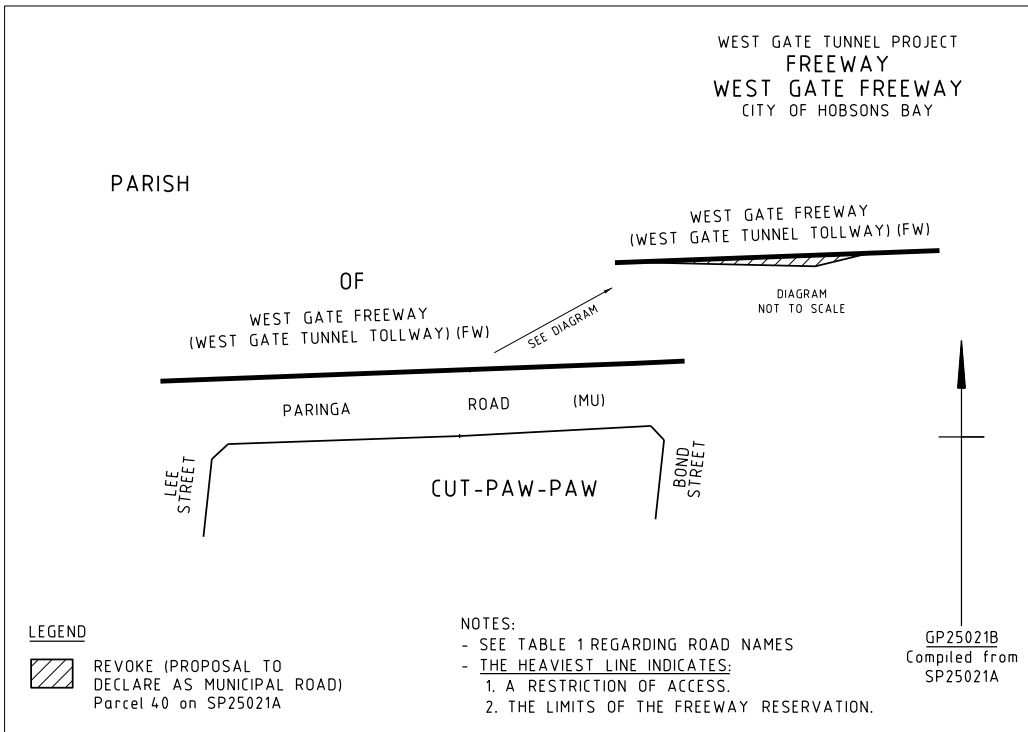 WEST GATE TUNNEL PROJECT
FREEWAY
WEST GATE FREEWAY
CITY OF HOBSONS BAY
PARISH
WEST GATE FREEWAY
(WEST GATE TUNNEL TOLLWAY) (FW)
DIAGRAM
NOT TO SCALE
OF
WEST GATE FREEWAY
(WEST GATE TUNNEL TOLLWAY) (FW)
SEE DIAGRAM
PARINGA ROAD (MU)
LEE
STREET
CUT-PAW-PAW
BOND
STREET
LEGEND
REVOKE (PROPOSAL TO
DECLARE AS MUNICIPAL ROAD)
Parcel 40 on SP25021A
NOTES:
- SEE TABLE 1 REGARDING ROAD NAMES
- THE HEAVIEST LINE INDICATES:
1. A RESTRICTION OF ACCESS.
2. THE LIMITS OF THE FREEWAY RESERVATION.
GP25021B
Compiled from
SP25021A